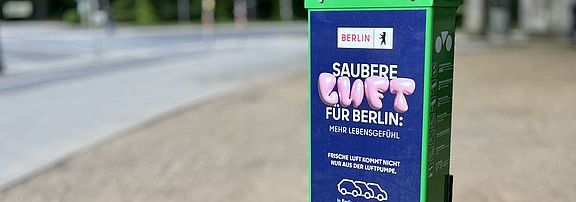 BERLIN
SAUBERE
LUFT
FÜR BERLIN:
MEHR LEBENSGEFÜHL
FRISCHE LUFT KOMMT NICHT
NUR AUS DER LUFTPUMPE.